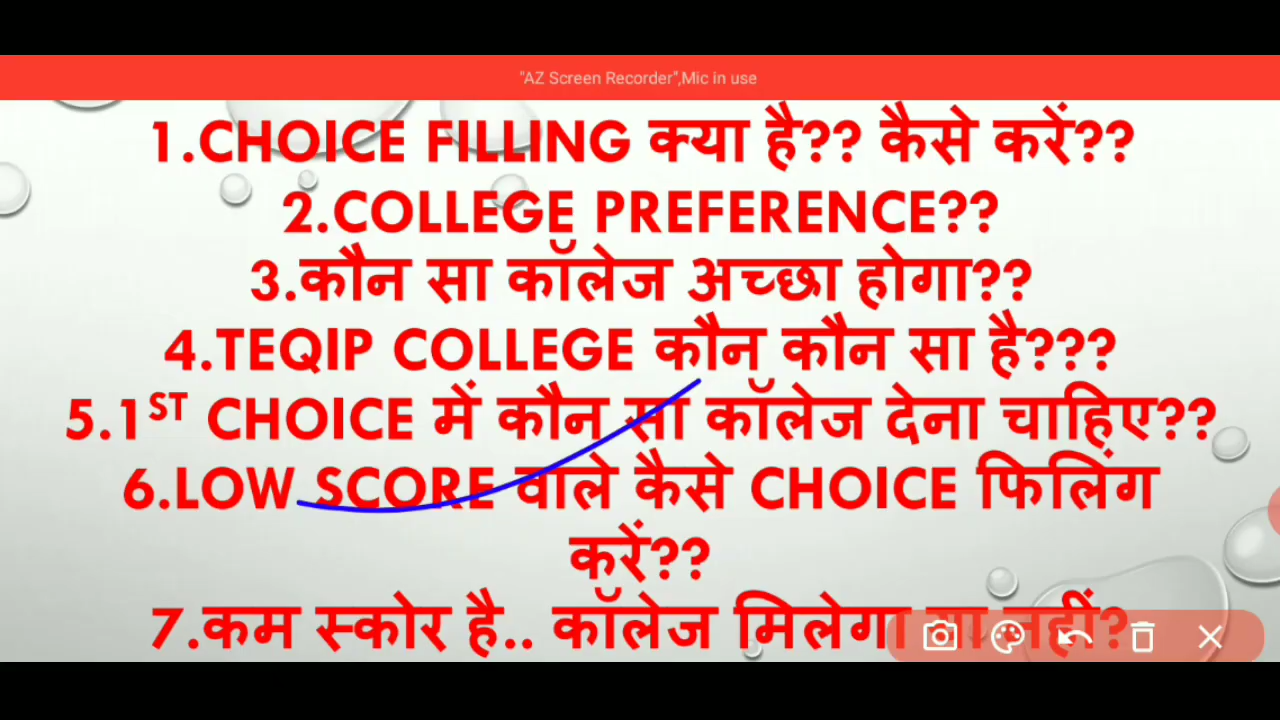 "AZ Screen Recorder",Mic in use
1.CHOICE FILLING क्या है?? कैसे करें??
2.COLLEGE PREFERENCE??
3.कौन सा कॉलेज अच्छा होगा??
4.TEQIP COLLEGE कौन कौन सा है???
5.1ST CHOICE में कौन सा कॉलेज देना चाहिए??
6.LOW SCORE वाले कैसे CHOICE फिलिंग
करें??
7.कम स्कोर है.. कॉलेज मिलेगा या नहीं?